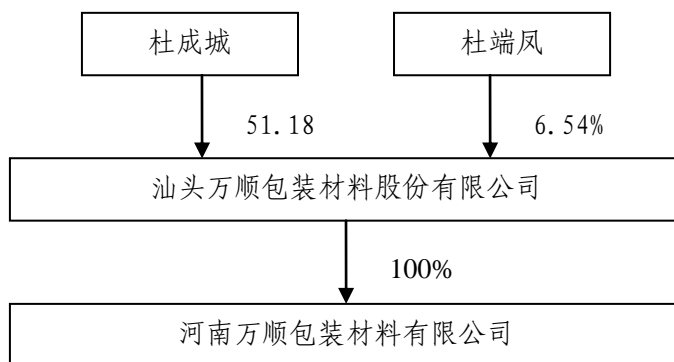 杜成城
杜端凤
51.18
6.54%
汕头万顺包装材料股份有限公司
100%
河南万顺包装材料有限公司